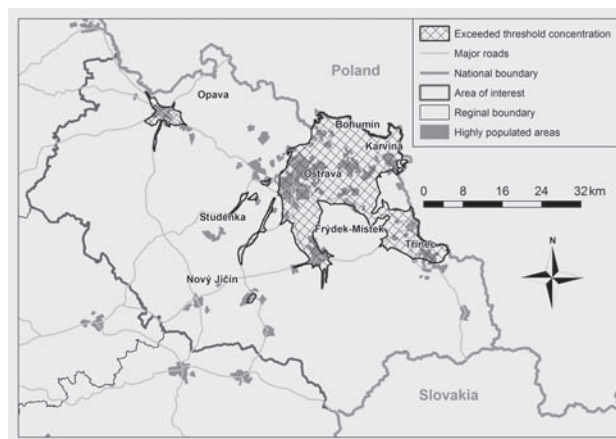 Exceeded threshold concentration
Major roads
National boundary
Area of interest
Reginal boundary
Highly populated areas
Poland
Opava
Bohumín
Karviná
Ostrava
0 8 16 24 32 km
Studénka
Frýdek-Místek
Třinec
N
Nový Jičín
Slovakia